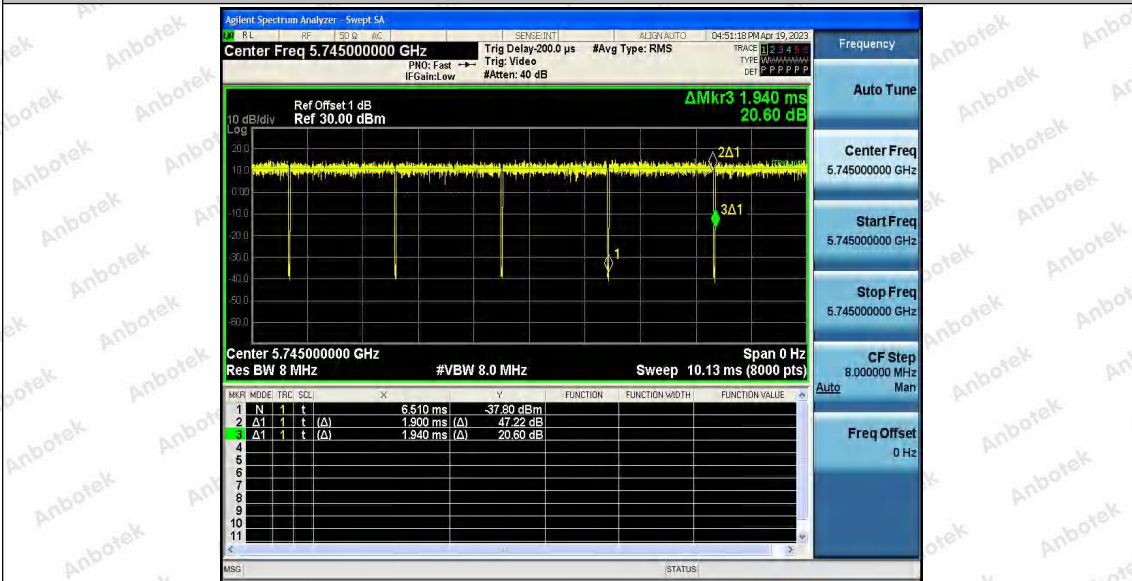 Agilent Spectrum Analyzer - Swept SA
RL RF 50 Ω AC SENSE:INT ALIGN AUTO 04:51:18 PM Apr 19, 2023
Center Freq 5.745000000 GHz
PNO: Fast
IFGain:Low
Trig Delay-200.0 µs
Trig: Video
#Atten: 40 dB
#Avg Type: RMS
TRACE 1 2 3 4 5 6
TYPE
DET P P P P P P
Ref Offset 1 dB
10 dB/div Ref 30.00 dBm
Log
ΔMkr3 1.940 ms
20.60 dB
20.0
10.0
0.00
-10.0
-20.0
-30.0
-40.0
-50.0
-60.0
2Δ1
3Δ1
1
Center 5.745000000 GHz Span 0 Hz
Res BW 8 MHz #VBW 8.0 MHz Sweep 10.13 ms (8000 pts)
MKR MODE TRC SCL X Y FUNCTION FUNCTION WIDTH FUNCTION VALUE
1 N 1 t 6.510 ms -37.80 dBm
2 Δ1 1 t (Δ) 1.900 ms (Δ) 47.22 dB
3 Δ1 1 t (Δ) 1.940 ms (Δ) 20.60 dB
4
5
6
7
8
9
10
11
MSG STATUS
Frequency
Auto Tune
Center Freq
5.745000000 GHz
Start Freq
5.745000000 GHz
Stop Freq
5.745000000 GHz
CF Step
8.000000 MHz
Auto Man
Freq Offset
0 Hz
Anbotek